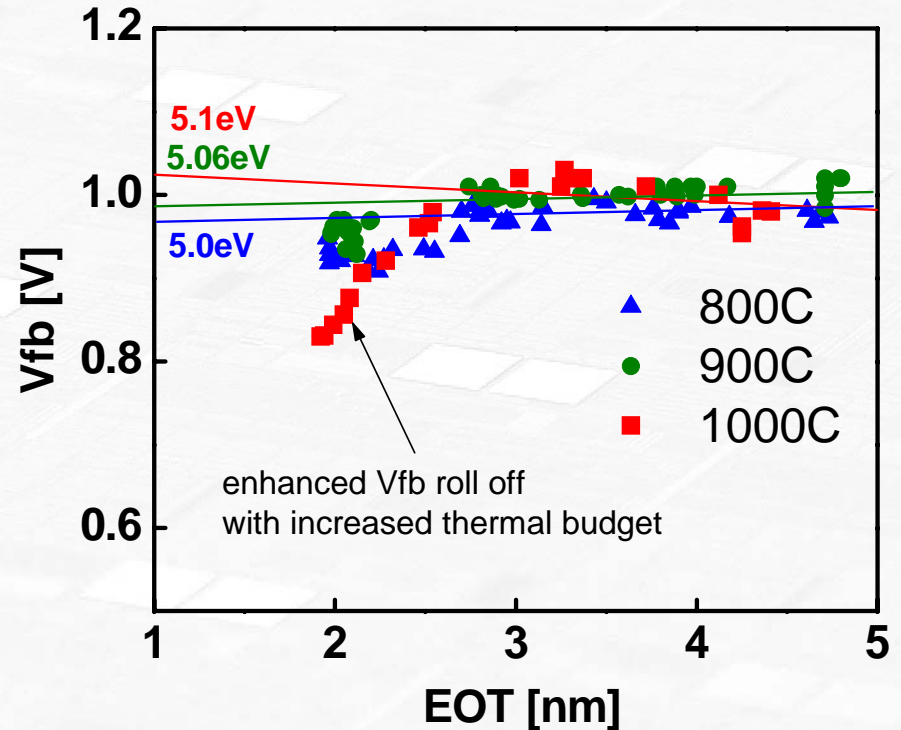 1.2
1.0
0.8
0.6
Vfb [V]
5.1eV
5.06eV
5.0eV
800C
900C
1000C
enhanced Vfb roll off
with increased thermal budget
1 2 3 4 5
EOT [nm]